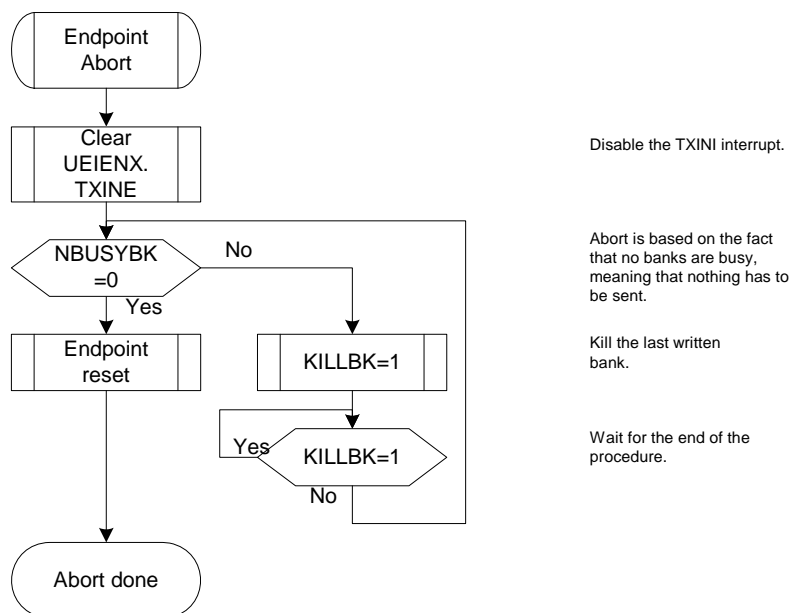 Endpoint
Abort
Clear
UEIENX.
TXINE
Disable the TXINI interrupt.
NBUSYBK
=0
No
Yes
Abort is based on the fact
that no banks are busy,
meaning that nothing has to
be sent.
Endpoint
reset
KILLBK=1
Kill the last written
bank.
Yes
KILLBK=1
No
Wait for the end of the
procedure.
Abort done